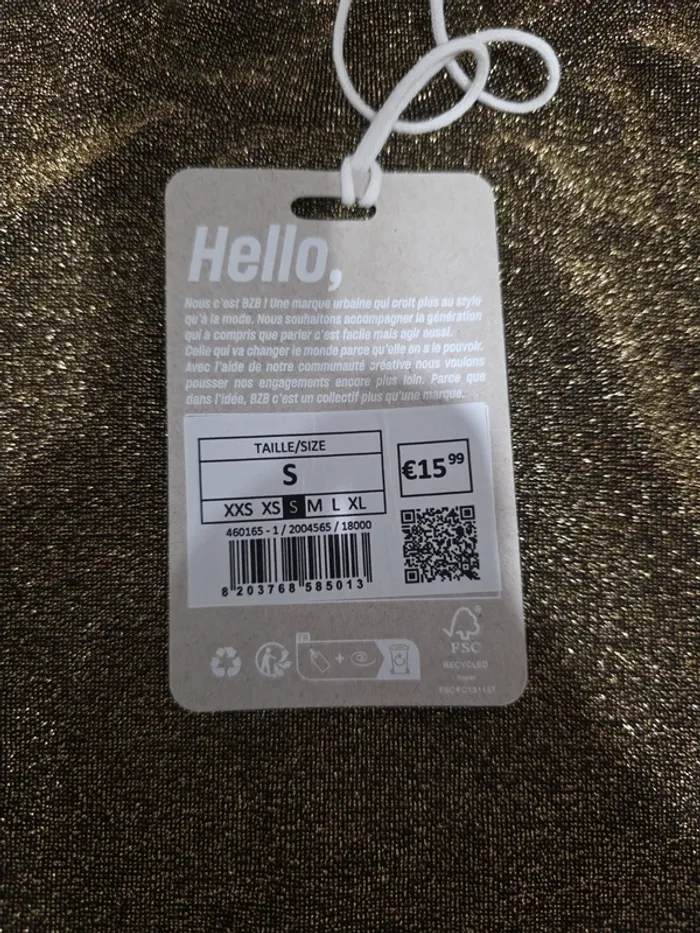 Hello,
Nous c'est BZB ! Une marque urbaine qui croit plus au style
qu'à la mode. Nous souhaitons accompagner la génération
qui a compris que parler c'est facile mais agir aussi.
Celle qui va changer le monde parce qu'elle en a le pouvoir.
Avec l'aide de notre communauté créative nous voulons
pousser nos engagements encore plus loin. Parce que
dans l'idée, BZB c'est un collectif plus qu'une marque.
TAILLE/SIZE
S
€15 99
XXS XS S M L XL
460165 - 1 / 2004565 / 18000
8 203768 585013
FR
FSC
RECYCLED